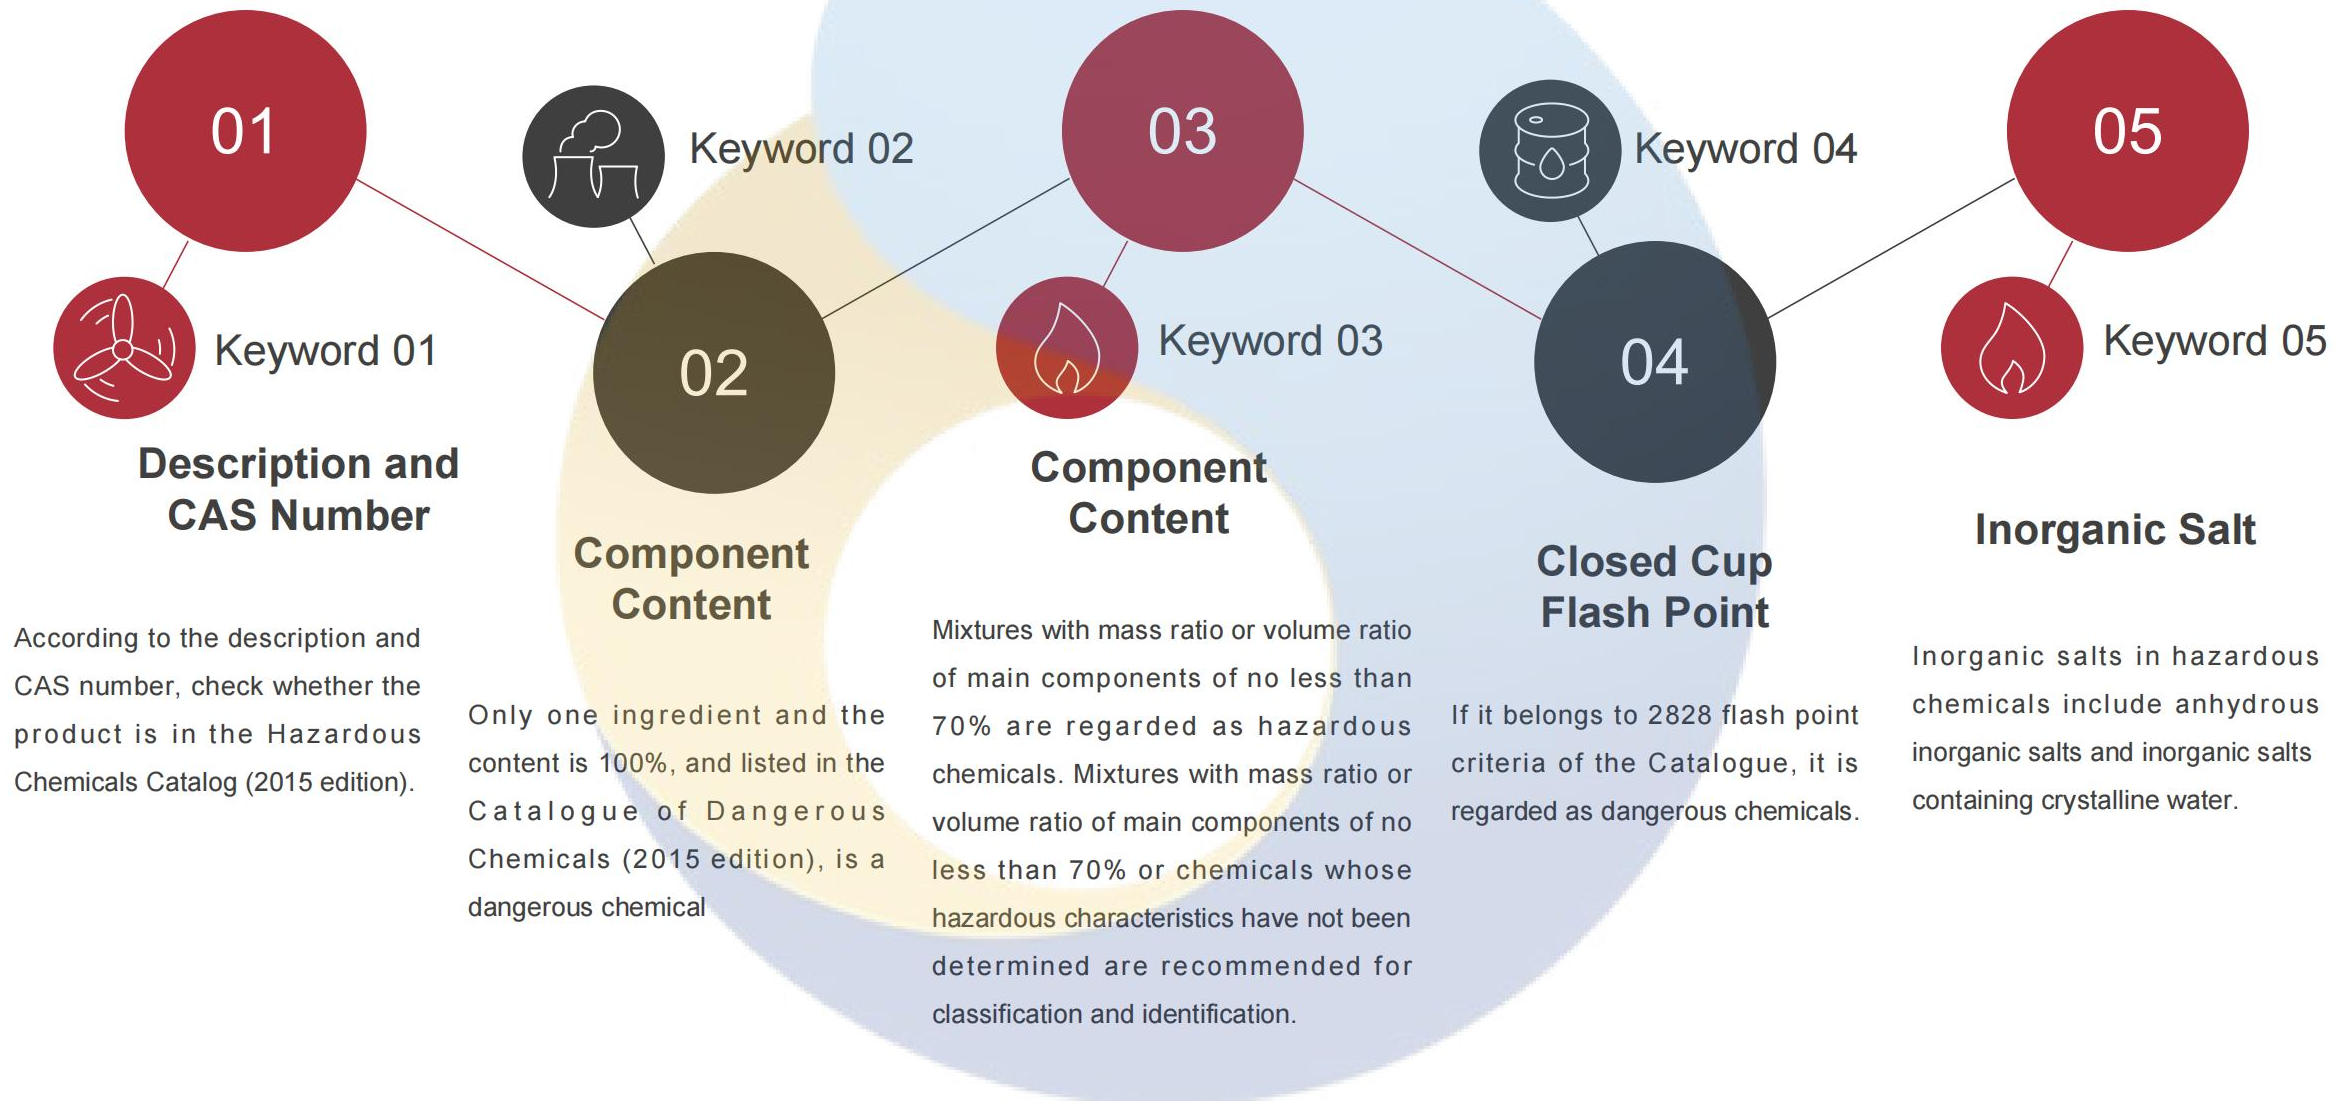 01
Keyword 01
Description and
CAS Number
According to the description and
CAS number, check whether the
product is in the Hazardous
Chemicals Catalog (2015 edition).
Keyword 02
02
Component
Content
Only one ingredient and the
content is 100%, and listed in the
Catalogue of Dangerous
Chemicals (2015 edition), is a
dangerous chemical
03
Keyword 03
Component
Content
Mixtures with mass ratio or volume ratio
of main components of no less than
70% are regarded as hazardous
chemicals. Mixtures with mass ratio or
volume ratio of main components of no
less than 70% or chemicals whose
hazardous characteristics have not been
determined are recommended for
classification and identification.
Keyword 04
04
Closed Cup
Flash Point
If it belongs to 2828 flash point
criteria of the Catalogue, it is
regarded as dangerous chemicals.
05
Keyword 05
Inorganic Salt
Inorganic salts in hazardous
chemicals include anhydrous
inorganic salts and inorganic salts
containing crystalline water.